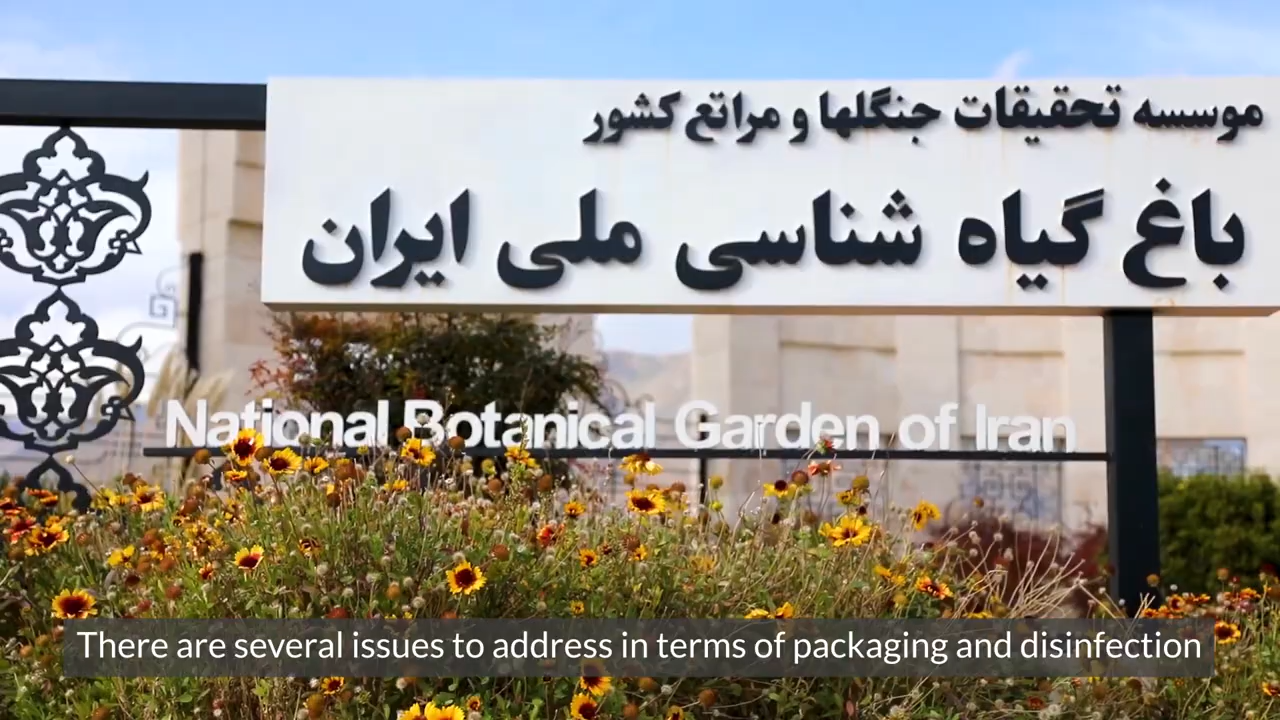 موسسه تحقیقات جنگلها و مراتع کشور
باغ گیاه شناسی ملی ایران
National Botanical Garden of Iran
There are several issues to address in terms of packaging and disinfection